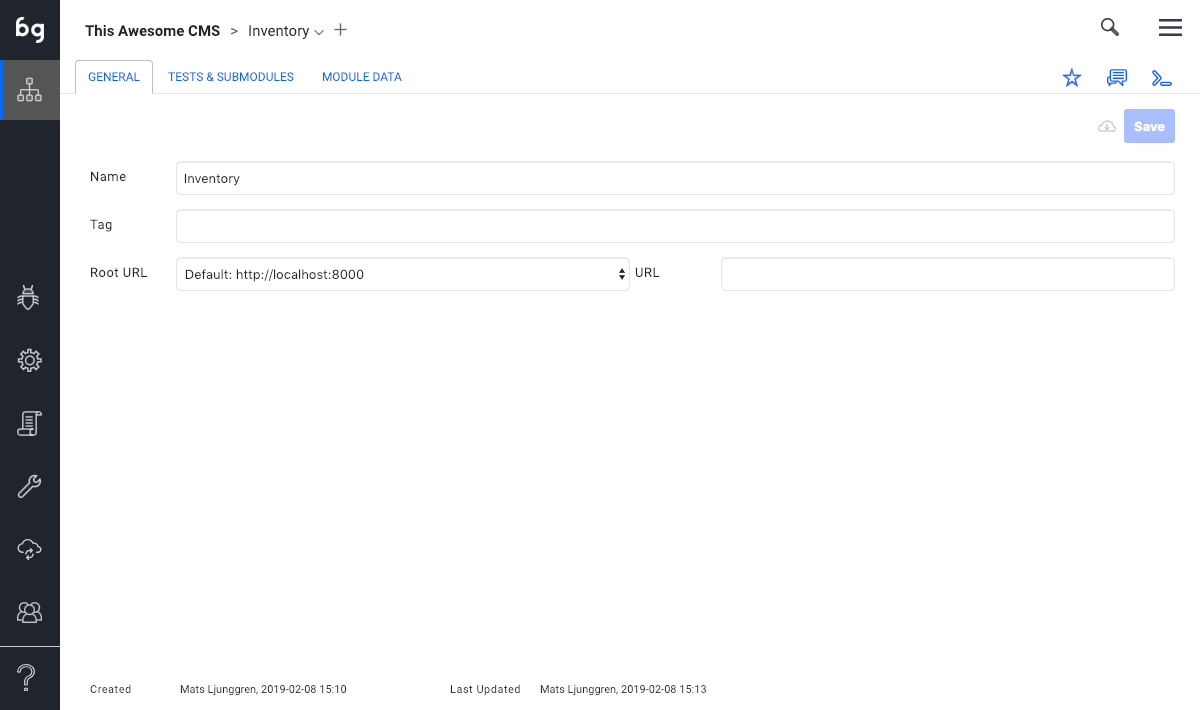 bg
This Awesome CMS > Inventory
GENERAL TESTS & SUBMODULES MODULE DATA
Save
Name Inventory
Tag
Root URL Default: http://localhost:8000 URL
Created Mats Ljunggren, 2019-02-08 15:10 Last Updated Mats Ljunggren, 2019-02-08 15:13